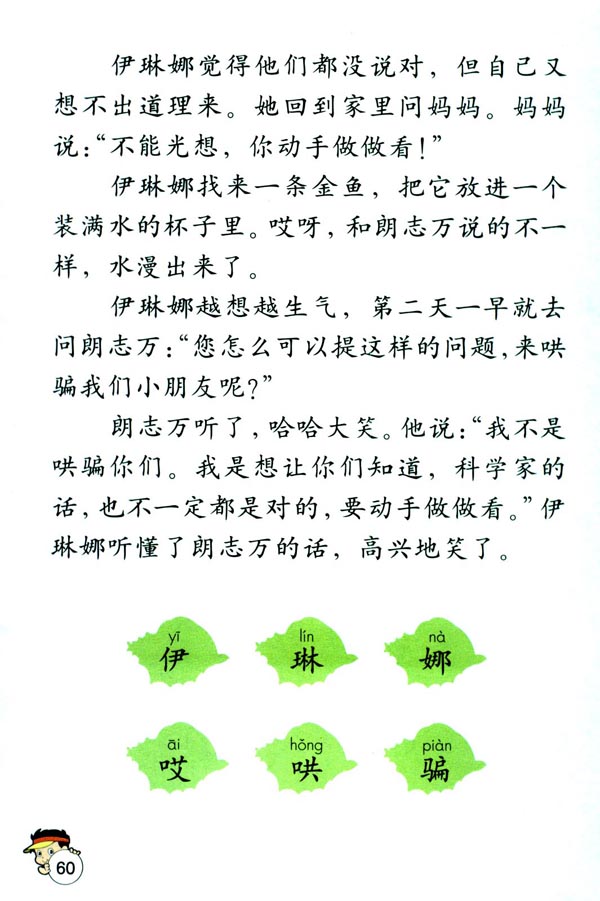 伊琳娜觉得他们都没说对，但自己又
想不出道理来。她回到家里问妈妈。妈妈
说：“不能光想，你动手做做看！”
伊琳娜找来一条金鱼，把它放进一个
装满水的杯子里。哎呀，和朗志万说的不一
样，水漫出来了。
伊琳娜越想越生气，第二天一早就去
问朗志万：“您怎么可以提这样的问题，来哄
骗我们小朋友呢？”
朗志万听了，哈哈大笑。他说：“我不是
哄骗你们。我是想让你们知道，科学家的
话，也不一定都是对的，要动手做做看。”伊
琳娜听懂了朗志万的话，高兴地笑了。
yī lín nà
伊 琳 娜
āi hǒng piàn
哎 哄 骗
60